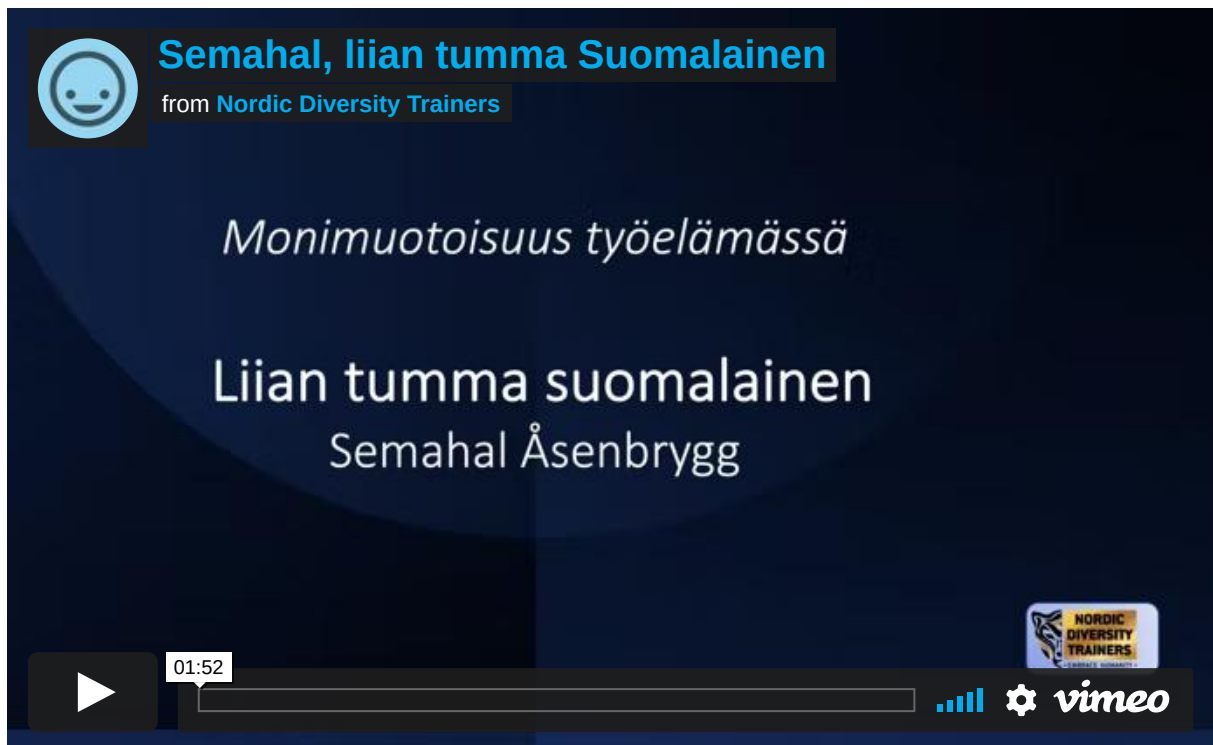 Semahal, liian tumma Suomalainen
from Nordic Diversity Trainers
Monimuotoisuus työelämässä
Liian tumma suomalainen
Semahal Åsenbrygg
NORDIC
DIVERSITY
TRAINERS
01:52
vimeo